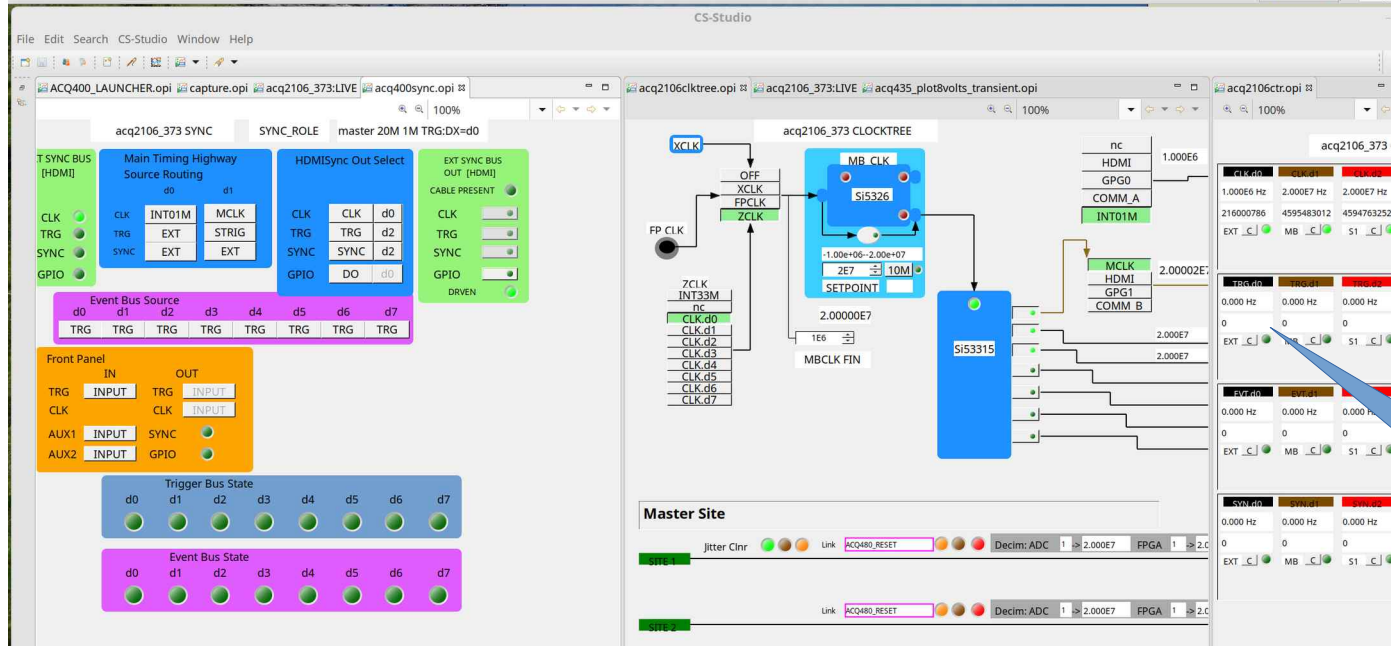 CS-Studio
File Edit Search CS-Studio Window Help
ACQ400_LAUNCHER.opi capture.opi acq2106_373:LIVE acq400sync.opi
100%
acq2106_373 SYNC SYNC_ROLE master 20M 1M TRG:DX=d0
T SYNC BUS
[HDMI]
CLK
TRG
SYNC
GPIO
Main Timing Highway
Source Routing
d0 d1
CLK INT01M MCLK
TRG EXT STRIG
SYNC EXT EXT
HDMISync Out Select
CLK CLK d0
TRG TRG d2
SYNC SYNC d2
GPIO DO d0
EXT SYNC BUS
OUT [HDMI]
CABLE PRESENT
CLK
TRG
SYNC
GPIO
DRVEN
Event Bus Source
d0 d1 d2 d3 d4 d5 d6 d7
TRG TRG TRG TRG TRG TRG TRG TRG
Front Panel
IN OUT
TRG INPUT TRG INPUT
CLK CLK INPUT
AUX1 INPUT SYNC
AUX2 INPUT GPIO
Trigger Bus State
d0 d1 d2 d3 d4 d5 d6 d7
Event Bus State
d0 d1 d2 d3 d4 d5 d6 d7
acq2106clktree.opi acq2106_373:LIVE acq435_plot8volts_transient.opi
100%
acq2106_373 CLOCKTREE
XCLK
OFF
XCLK
FPCLK
ZCLK
FP CLK
MB_CLK
Si5326
-1.00e+06--2.00e+07
2E7 10M
SETPOINT
2.00000E7
1E6
MBCLK FIN
ZCLK
INT33M
nc
CLK.d0
CLK.d1
CLK.d2
CLK.d3
CLK.d4
CLK.d5
CLK.d6
CLK.d7
Si53315
nc
HDMI
GPG0
COMM_A
INT01M
1.000E6
MCLK
HDMI
GPG1
COMM B
2.00002E7
2.000E7
2.000E7
Master Site
Jitter Clnr Link ACQ480_RESET Decim: ADC 1 -> 2.000E7 FPGA 1 -> 2.0
SITE 1
Link ACQ480_RESET Decim: ADC 1 -> 2.000E7 FPGA 1 -> 2.0
SITE 2
acq2106ctr.opi
100%
acq2106_373
CLK.d0 CLK.d1 CLK.d2
1.000E6 Hz 2.000E7 Hz 2.000E7 Hz
216000786 4595483012 4594763252
EXT C MB C S1 C
TRG.d0 TRG.d1 TRG.d2
0.000 Hz 0.000 Hz 0.000 Hz
0 0 0
EXT C MB C S1 C
EVT.d0 EVT.d1
0.000 Hz 0.000 Hz 0.000 Hz
0 0
EXT C MB C S1 C
SYN.d0 SYN.d1 SYN.d2
0.000 Hz 0.000 Hz 0.000 Hz
0 0 0
EXT C MB C S1 C